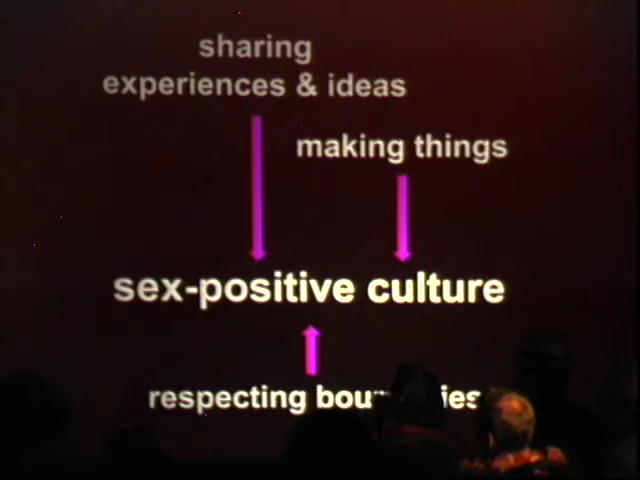 sharing
experiences & ideas
making things
sex-positive culture
respecting